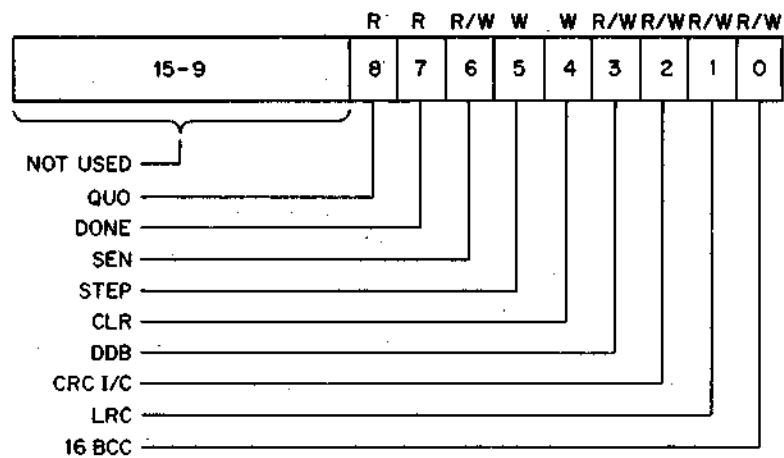 R R R/W W W R/W R/W R/W R/W
15-9 8 7 6 5 4 3 2 1 0
NOT USED
QUO
DONE
SEN
STEP
CLR
DDB
CRC I/C
LRC
16 BCC